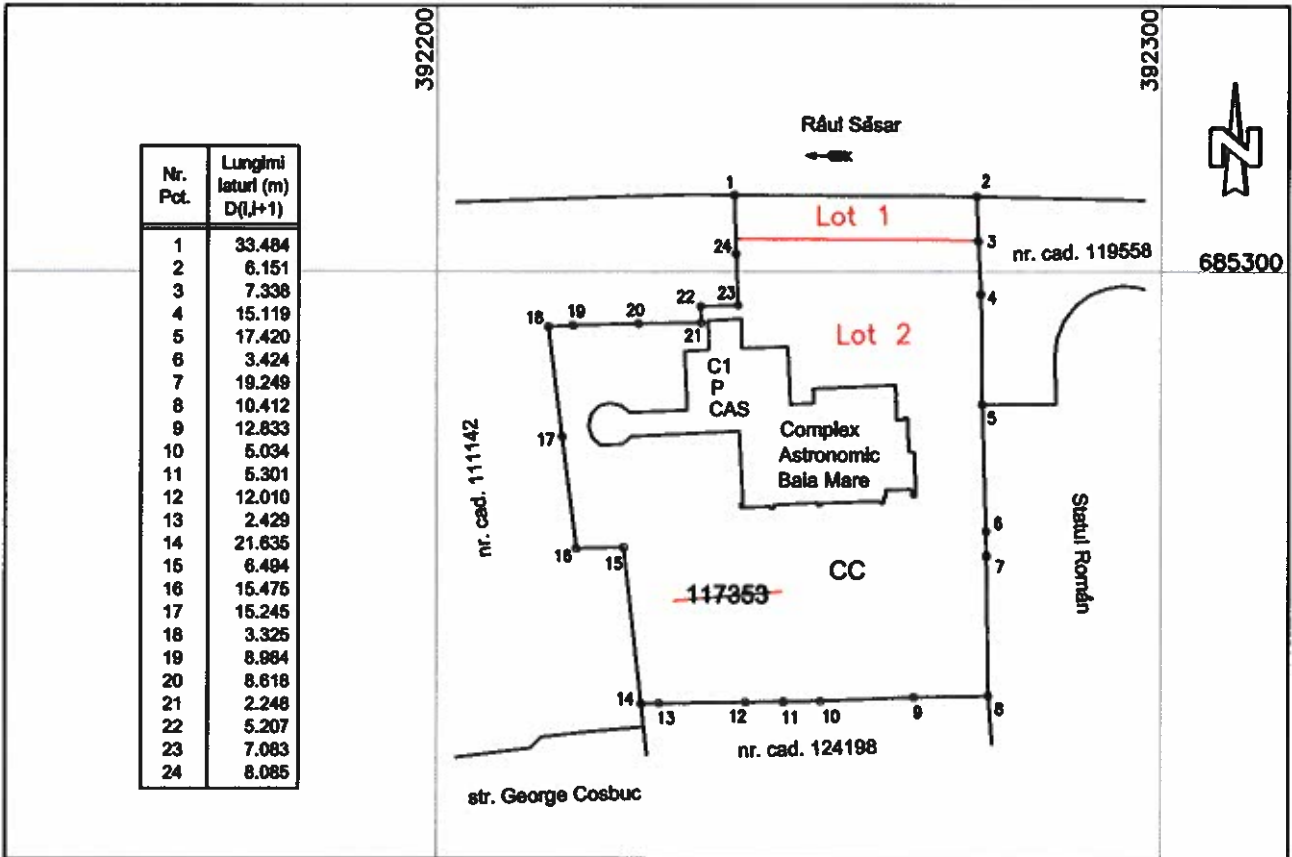 392200
392300
Râul Săsar
N
Nr. Pct.
Lungimi laturi (m) D(i,i+1)
1 33.484
2 6.151
3 7.338
4 15.119
5 17.420
6 3.424
7 19.249
8 10.412
9 12.833
10 5.034
11 5.301
12 12.010
13 2.429
14 21.635
15 6.494
16 15.475
17 15.245
18 3.325
19 8.984
20 8.618
21 2.248
22 5.207
23 7.083
24 8.085
1
2
Lot 1
3
24
nr. cad. 119558
685300
4
22
23
18
19
20
21
Lot 2
C1
P
CAS
5
Complex
Astronomic
Baia Mare
17
nr. cad. 111142
Statul Român
6
7
16
15
CC
117353
14
13
12
11
10
9
8
nr. cad. 124198
str. George Cosbuc